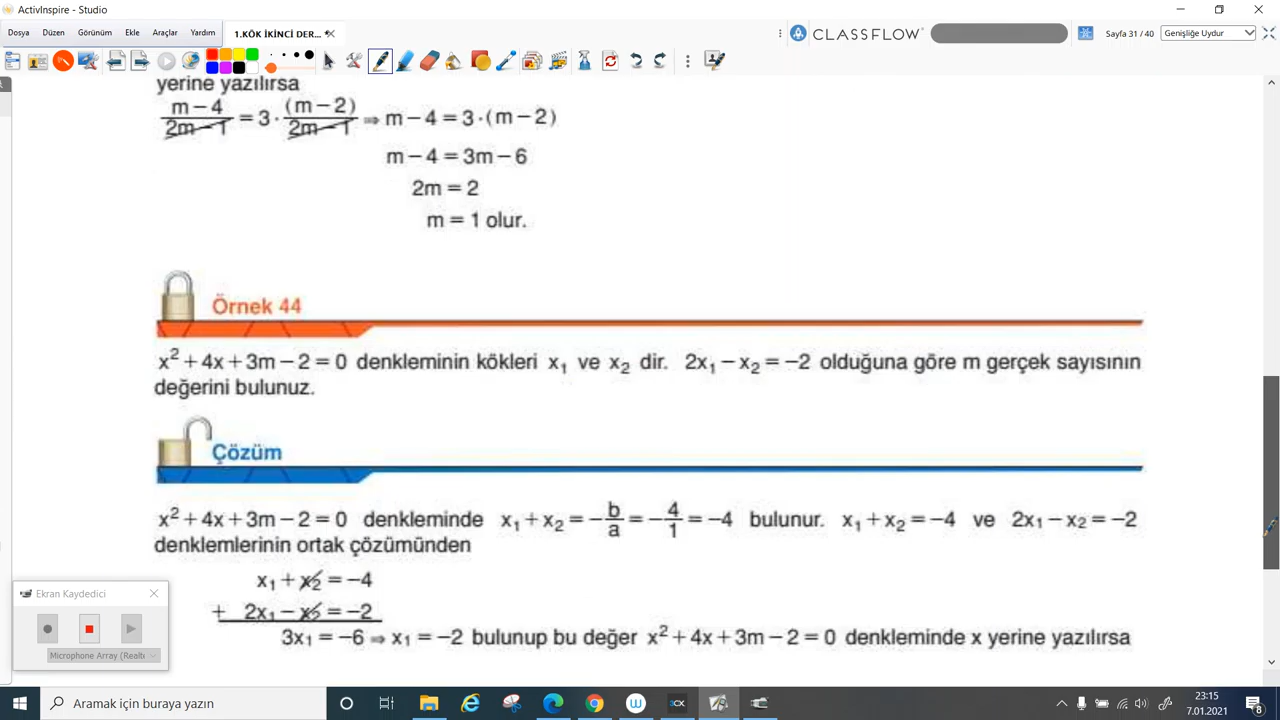 ActivInspire - Studio
Dosya Düzen Görünüm Ekle Araçlar Yardım 1.KÖK İKİNCİ DER... CLASSFLOW Sayfa 31 / 40 Genişliğe Uydur
yerine yazılırsa
m − 4 / 2m − 1 = 3 · (m − 2) / 2m − 1 ⇒ m − 4 = 3 · (m − 2)
m − 4 = 3m − 6
2m = 2
m = 1 olur.
Örnek 44
x² + 4x + 3m − 2 = 0 denkleminin kökleri x₁ ve x₂ dir. 2x₁ − x₂ = −2 olduğuna göre m gerçek sayısının
değerini bulunuz.
Çözüm
x² + 4x + 3m − 2 = 0 denkleminde x₁ + x₂ = − b/a = − 4/1 = −4 bulunur. x₁ + x₂ = −4 ve 2x₁ − x₂ = −2
denklemlerinin ortak çözümünden
x₁ + x₂ = −4
+ 2x₁ − x₂ = −2
3x₁ = −6 ⇒ x₁ = −2 bulunup bu değer x² + 4x + 3m − 2 = 0 denkleminde x yerine yazılırsa
Ekran Kaydedici
Microphone Array (Realte
Aramak için buraya yazın
23:15
7.01.2021
8